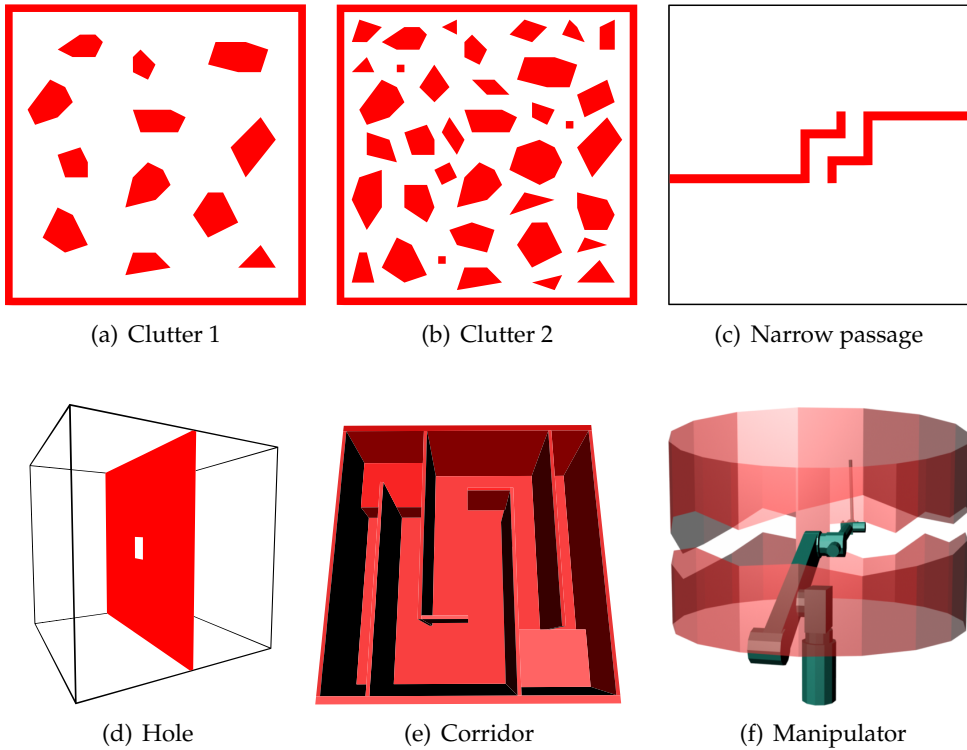 (a) Clutter 1
(b) Clutter 2
(c) Narrow passage
(d) Hole
(e) Corridor
(f) Manipulator